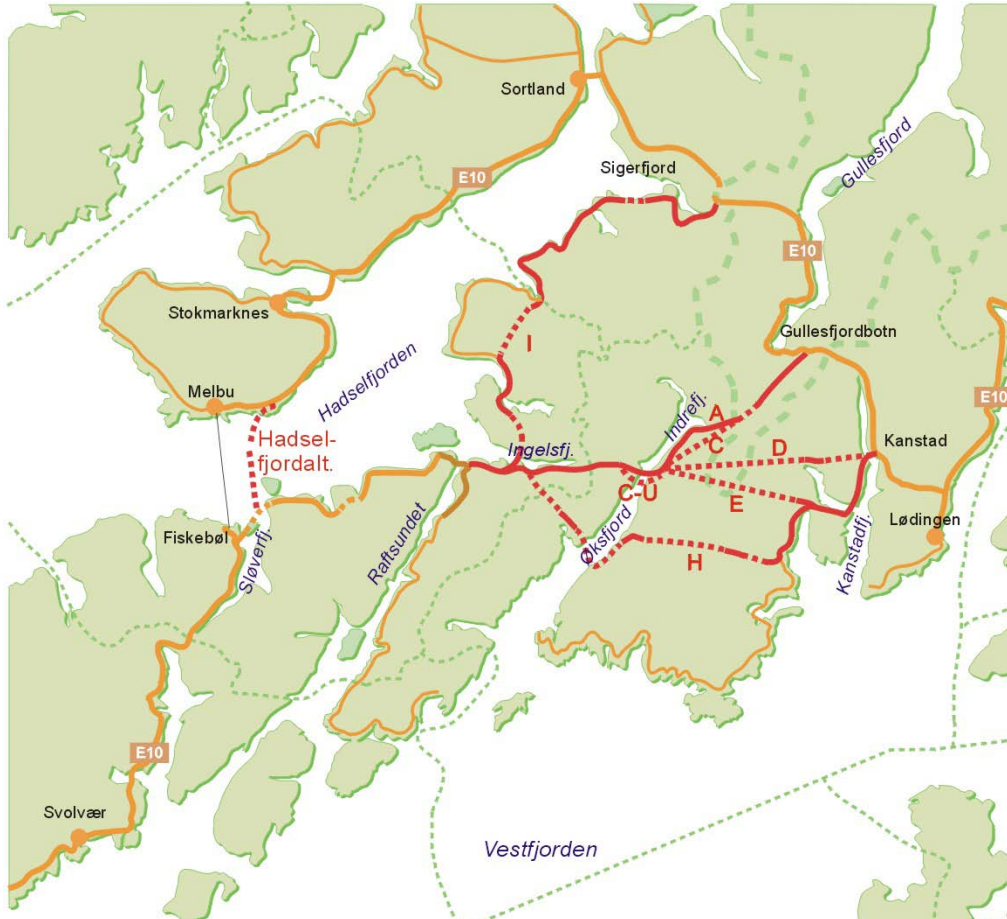 Sortland
Gullesfjord
Sigerfjord
E10
E10
Stokmarknes
Gullesfjordbotn
I
Hadselfjorden
Melbu
E10
Indrefj.
A
Hadsel-
fjordalt.
C
Kanstad
Ingelsfj.
D
C-U
E
Fiskebøl
Sløverfj.
Raftsundet
Øksfjord
Kanstadfj.
Lødingen
H
E10
Svolvær
Vestfjorden